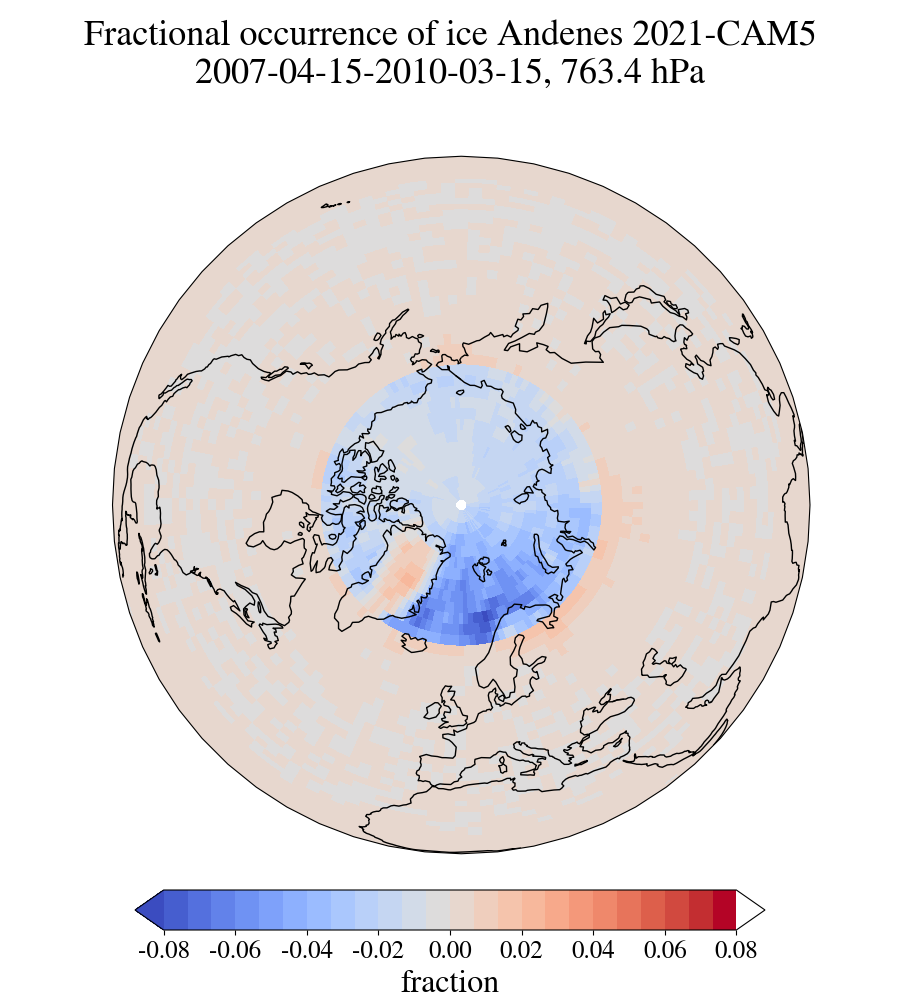 Fractional occurrence of ice Andenes 2021-CAM5
2007-04-15-2010-03-15, 763.4 hPa
-0.08 -0.06 -0.04 -0.02 0.00 0.02 0.04 0.06 0.08
fraction